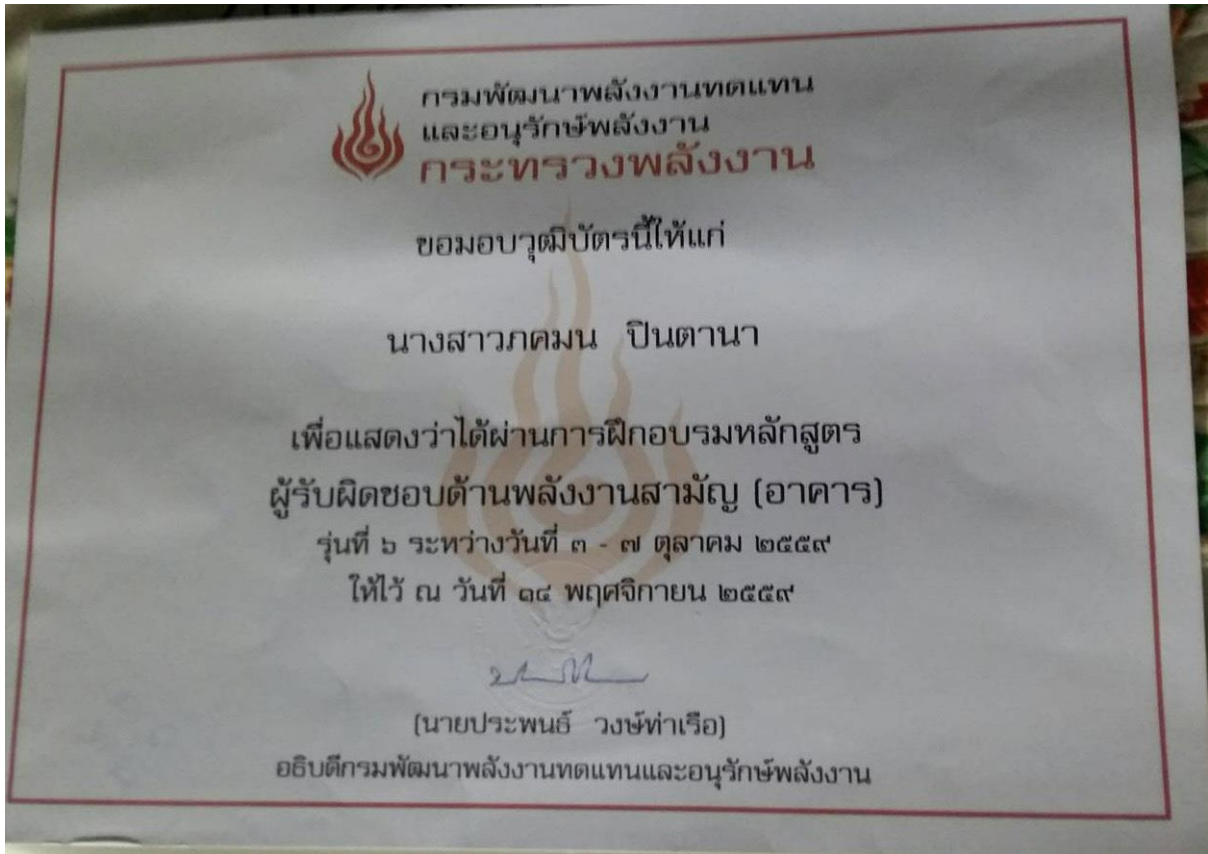 กรมพัฒนาพลังงานทดแทน
และอนุรักษ์พลังงาน
กระทรวงพลังงาน
ขอมอบวุฒิบัตรนี้ให้แก่
นางสาวภคมน ปินตานา
เพื่อแสดงว่าได้ผ่านการฝึกอบรมหลักสูตร
ผู้รับผิดชอบด้านพลังงานสามัญ (อาคาร)
รุ่นที่ ๖ ระหว่างวันที่ ๓ - ๗ ตุลาคม ๒๕๕๙
ให้ไว้ ณ วันที่ ๑๔ พฤศจิกายน ๒๕๕๙
(นายประพนธ์ วงษ์ท่าเรือ)
อธิบดีกรมพัฒนาพลังงานทดแทนและอนุรักษ์พลังงาน